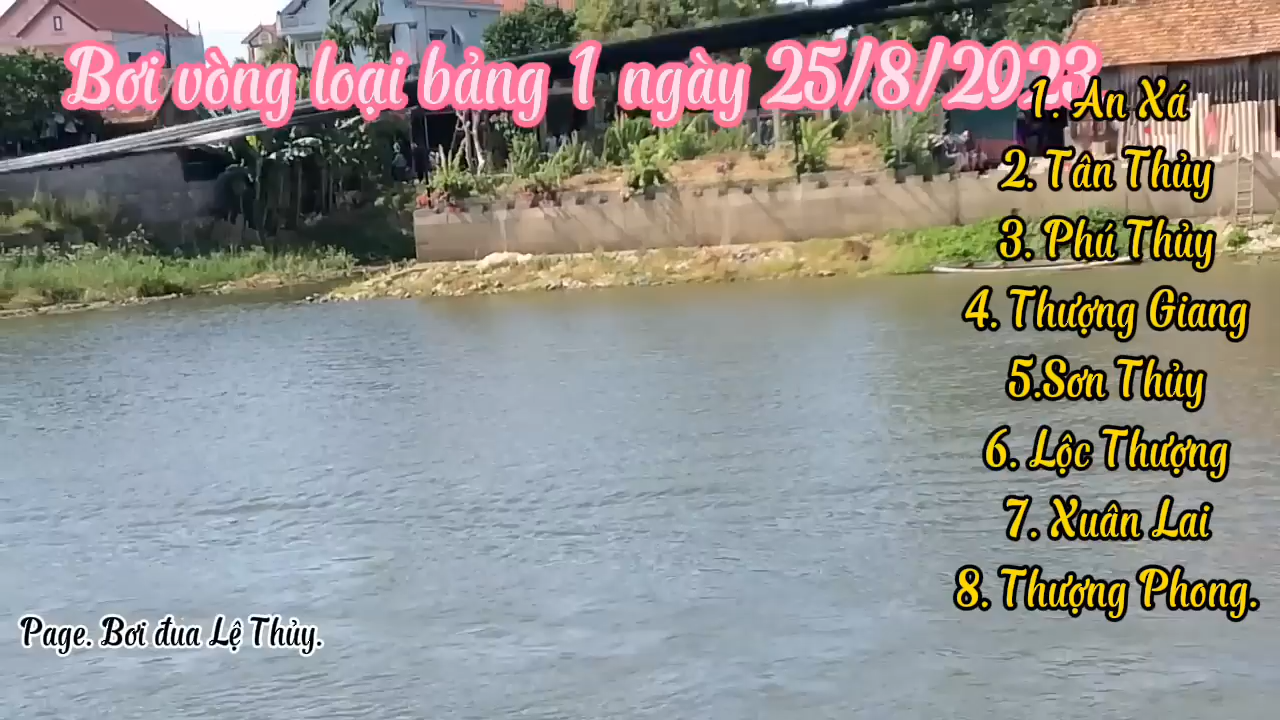 Bơi vòng loại bảng 1 ngày 25/8/2023
1. An Xá
2. Tân Thủy
3. Phú Thủy
4. Thượng Giang
5.Sơn Thủy
6. Lộc Thượng
7. Xuân Lai
8. Thượng Phong.
Page. Bơi đua Lệ Thủy.